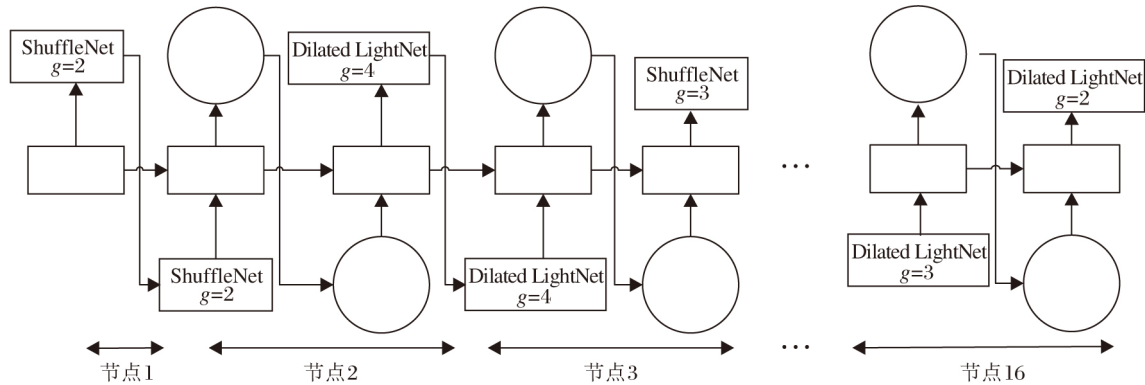 ShuffleNet
g=2
Dilated LightNet
g=4
ShuffleNet
g=3
Dilated LightNet
g=2
...
ShuffleNet
g=2
Dilated LightNet
g=4
Dilated LightNet
g=3
...
节点1
节点2
节点3
节点16